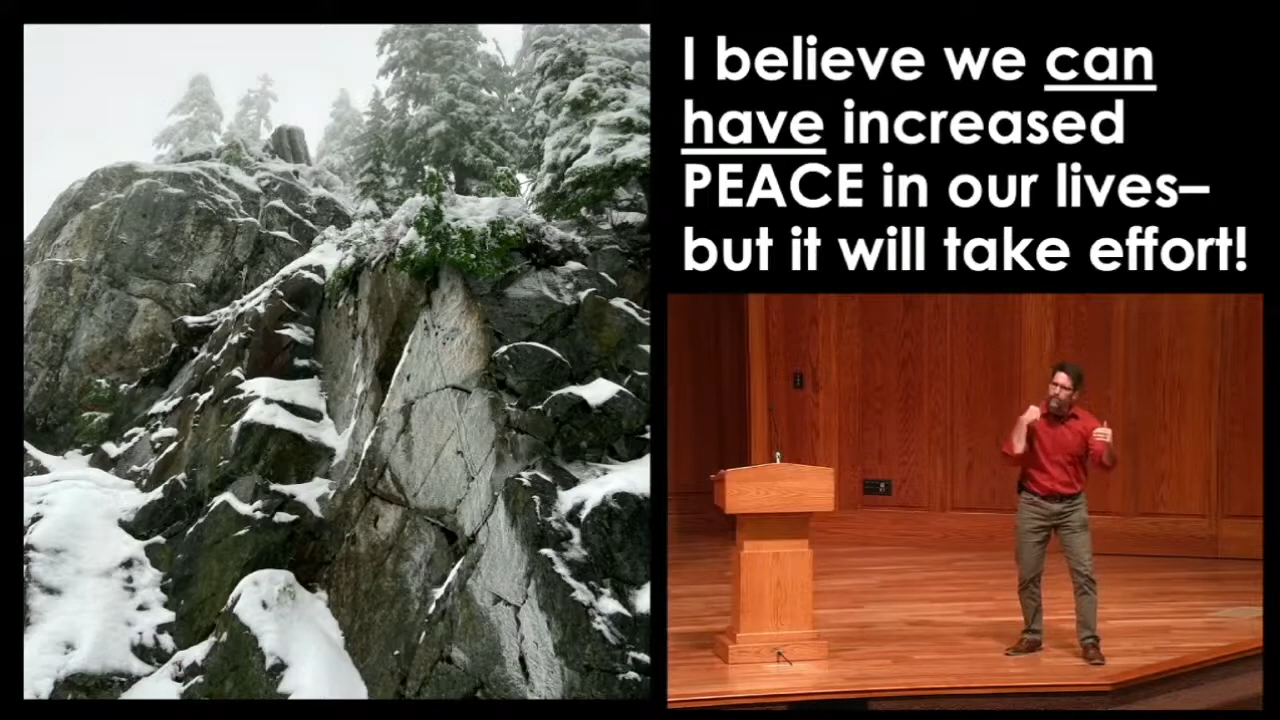 I believe we can
have increased
PEACE in our lives–
but it will take effort!